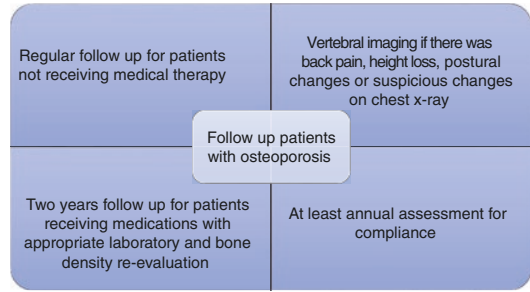 Regular follow up for patients
not receiving medical therapy
Vertebral imaging if there was
back pain, height loss, postural
changes or suspicious changes
on chest x-ray
Follow up patients
with osteoporosis
Two years follow up for patients
receiving medications with
appropriate laboratory and bone
density re-evaluation
At least annual assessment for
compliance